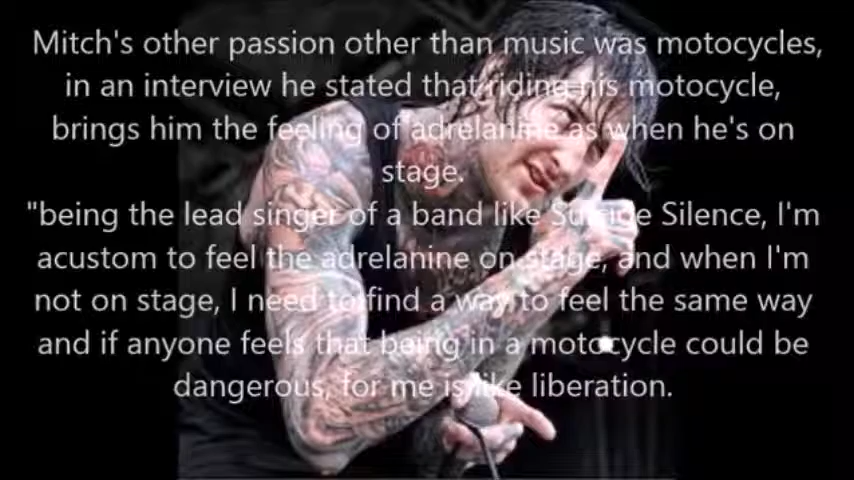 Mitch's other passion other than music was motocycles,
in an interview he stated that riding his motocycle,
brings him the feeling of adrelanine as when he's on
stage.
"being the lead singer of a band like Suicide Silence, I'm
acustom to feel the adrelanine on stage, and when I'm
not on stage, I need to find a way to feel the same way
and if anyone feels that being in a motocycle could be
dangerous, for me is like liberation.